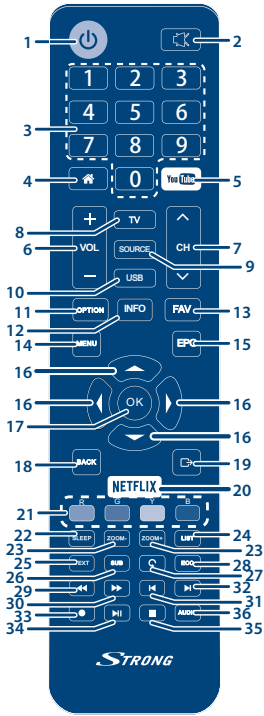 1 2
1 2 3
4 5 6
3
7 8 9
4 0 You Tube 5
8 TV
+
6 VOL SOURCE CH 7
9
−
10 USB
11 OPTION INFO FAV 13
12
14 MENU EPG 15
16
16 OK 16
17
16
18 BACK 19
NETFLIX 20
21 R G Y B
22 SLEEP ZOOM- ZOOM+ LIST 24
23 23
25 TEXT SUB ECO 28
26 27
29 32
30 31
33 AUDIO 36
34 35
STRONG